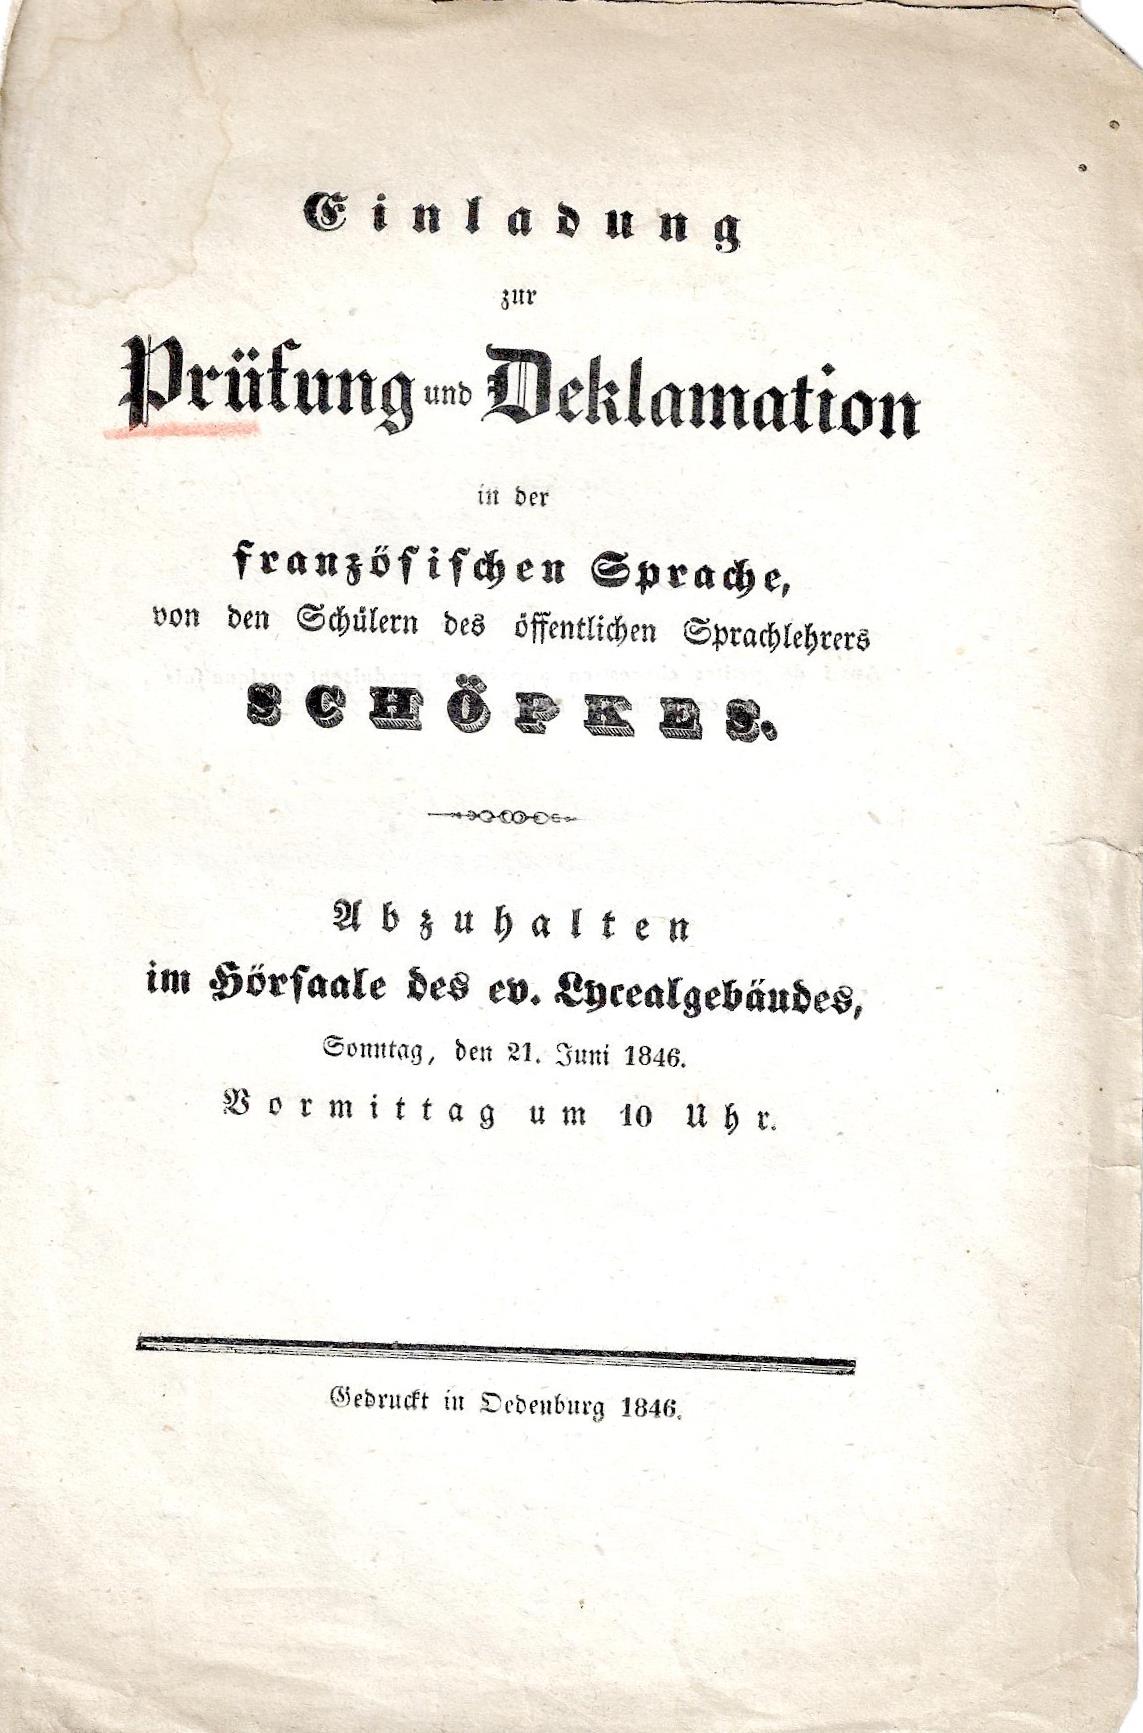 Einladung
zur
Prüfung und Deklamation
in der
französischen Sprache,
von den Schülern des öffentlichen Sprachlehrers
SCHÖPKES.
Abzuhalten
im Hörsaale des ev. Lycealgebäudes,
Sonntag, den 21. Juni 1846.
Vormittag um 10 Uhr.
Gedruckt in Oedenburg 1846.